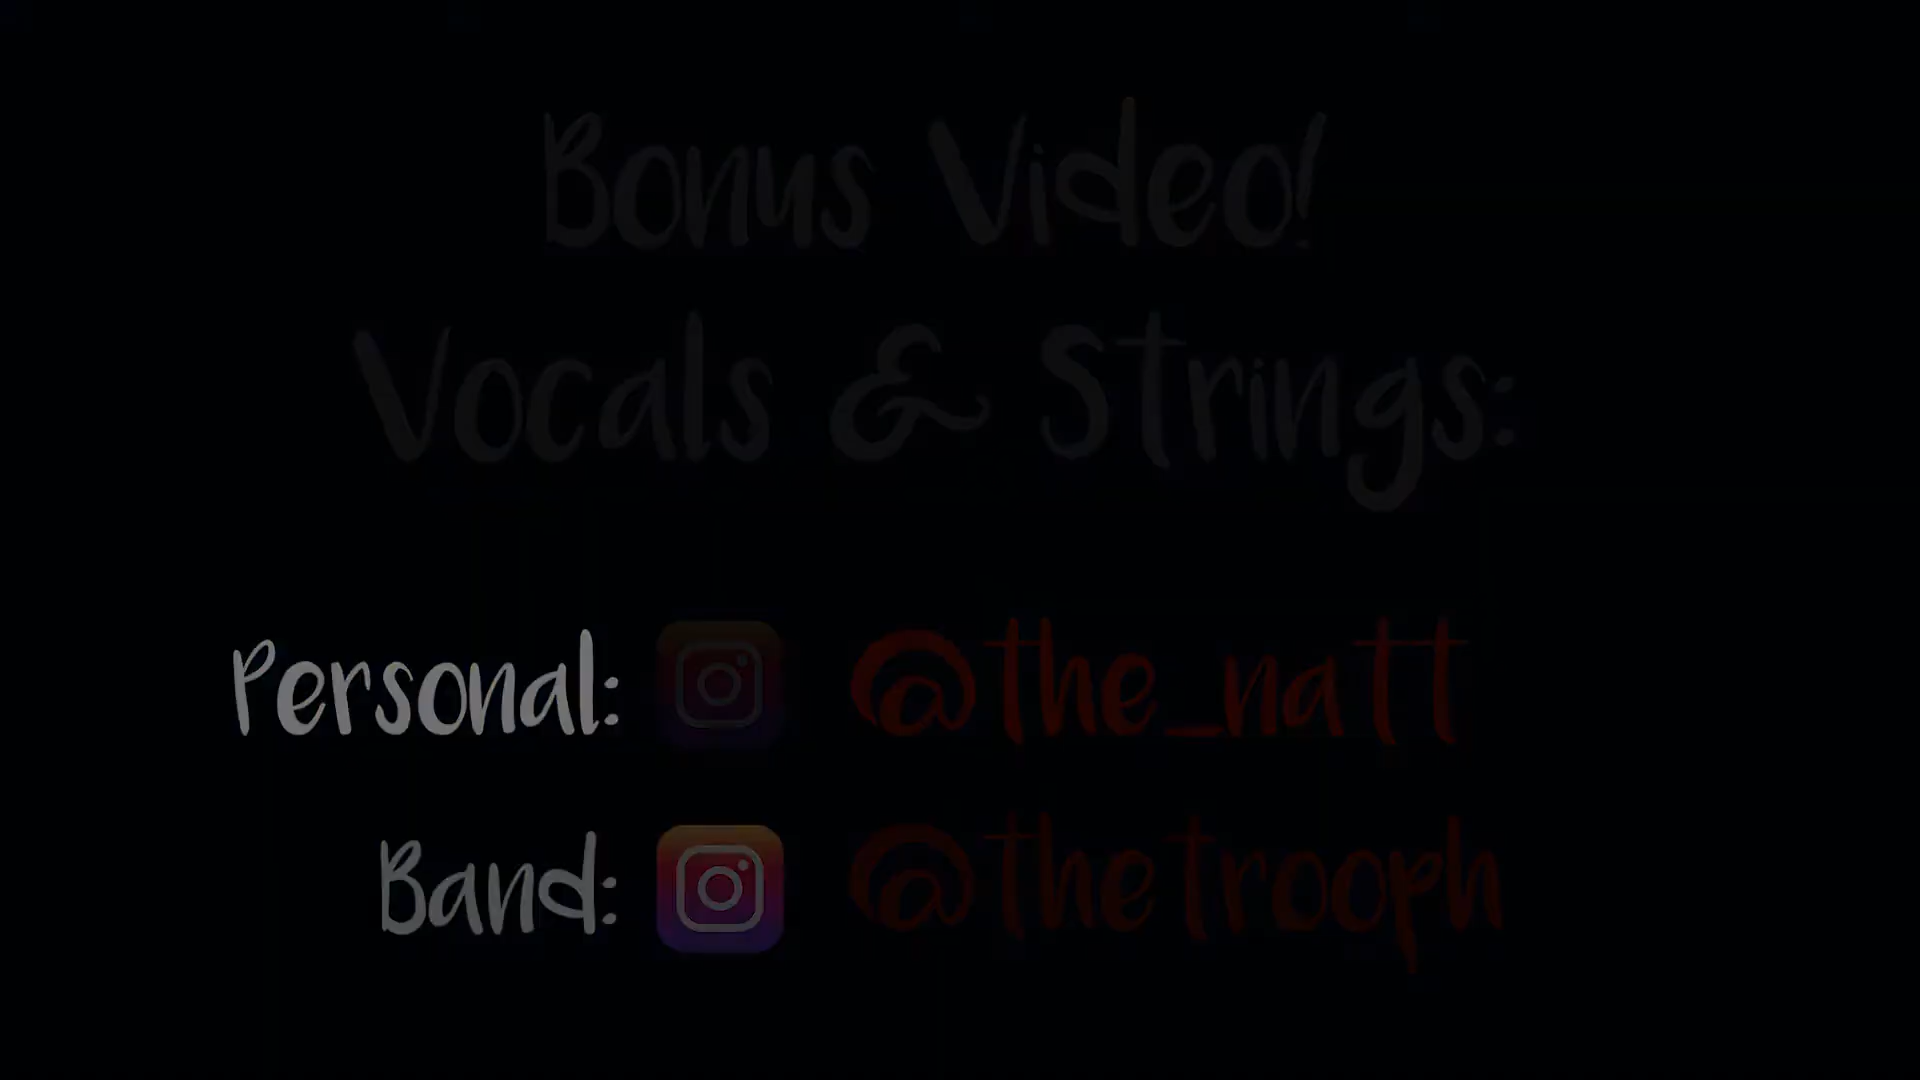 Bonus Video!
Vocals & Strings:
Personal: @the_natt
Band: @thetrooph